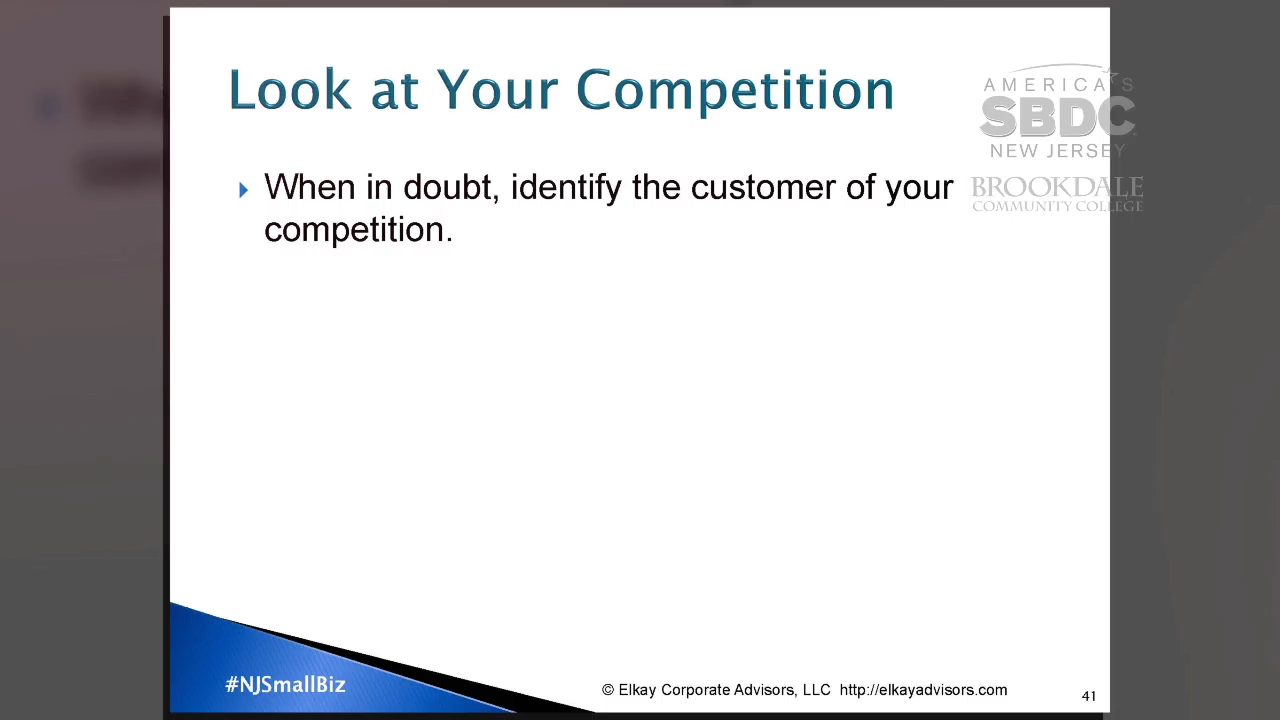 Look at Your Competition
AMERICA'S
SBDC
NEW JERSEY
BROOKDALE
COMMUNITY COLLEGE
When in doubt, identify the customer of your
competition.
#NJSmallBiz
© Elkay Corporate Advisors, LLC http://elkayadvisors.com
41